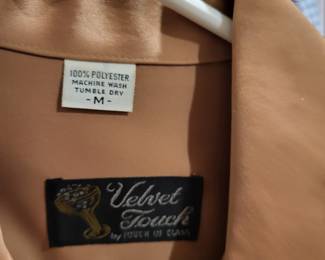 100% POLYESTER
MACHINE WASH
TUMBLE DRY
- M -
Velvet
Touch
by TOUCH OF CLASS